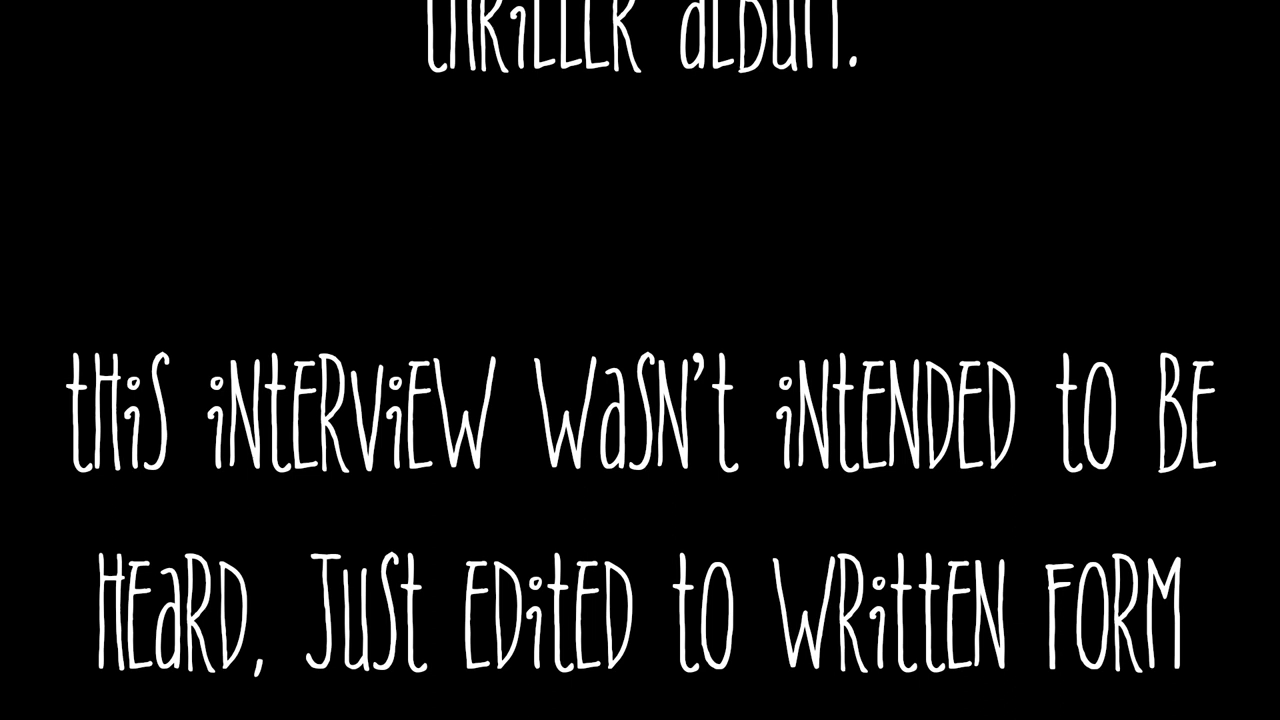 THRILLER aLBUM.
tHiS iNtERViEW WaSN'T iNtENDED tO BE
HEaRD, JUSt EDitED tO WRittEN FORM